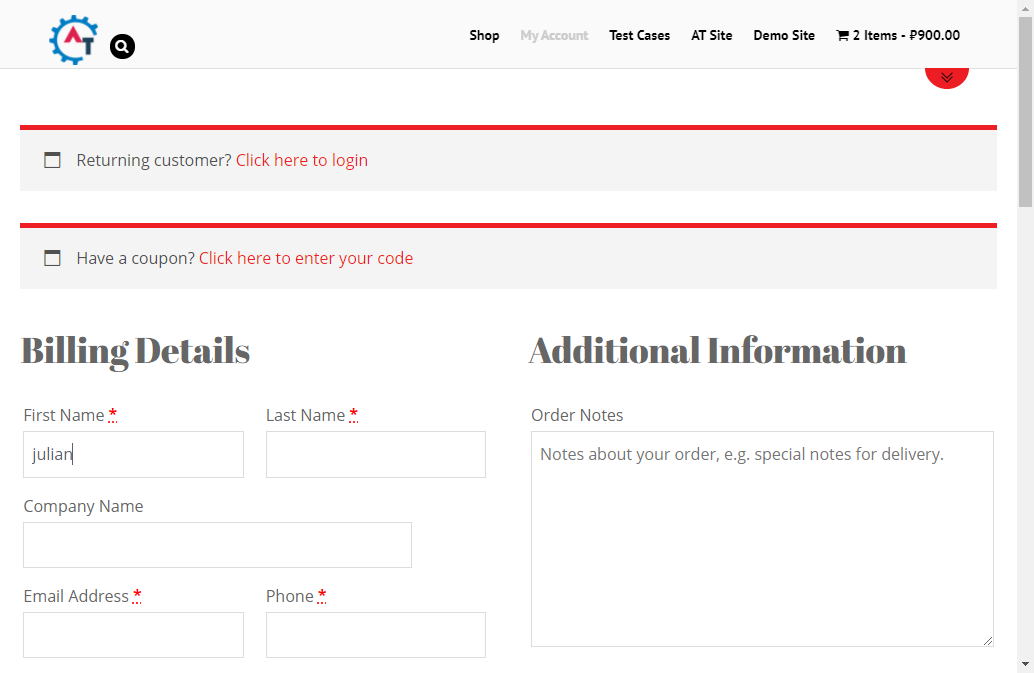 AT
Shop My Account Test Cases AT Site Demo Site 2 Items - ₽900.00
Returning customer? Click here to login
Have a coupon? Click here to enter your code
Billing Details
First Name *
Last Name *
julian
Company Name
Email Address *
Phone *
Additional Information
Order Notes
Notes about your order, e.g. special notes for delivery.